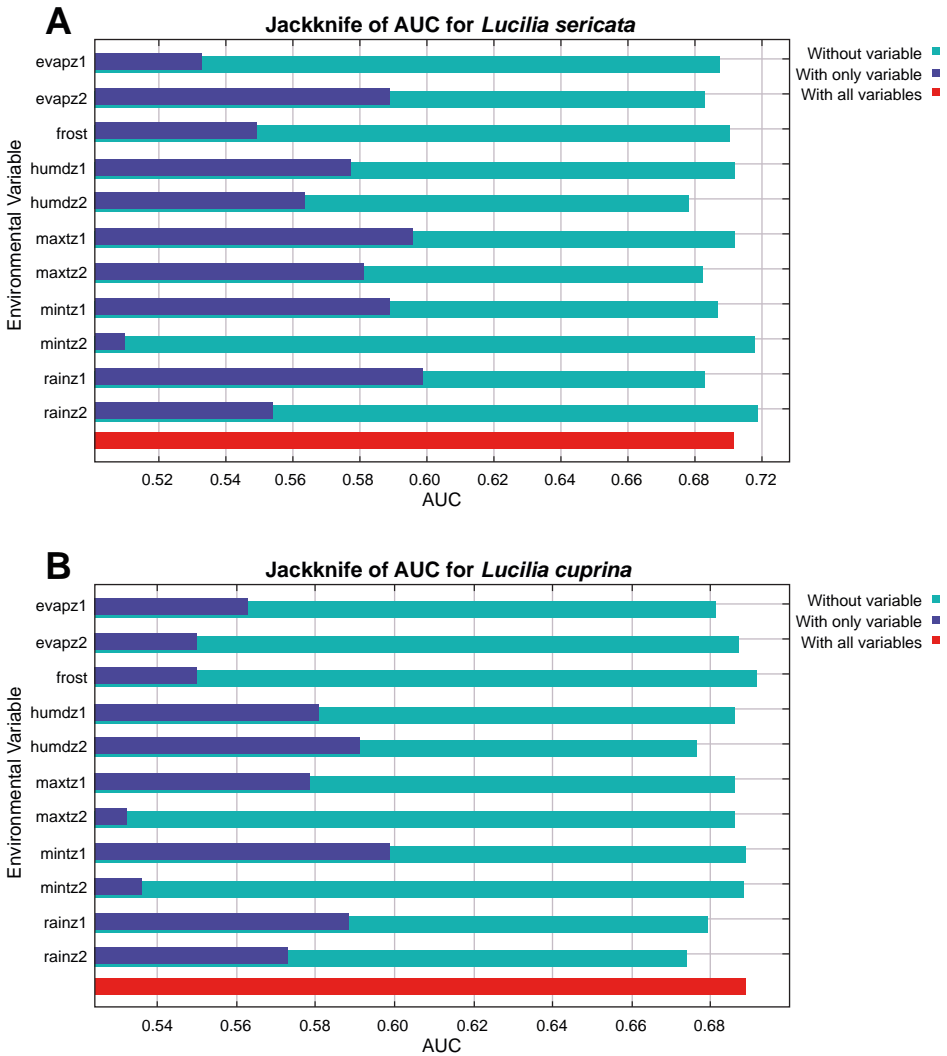 A
Jackknife of AUC for Lucilia sericata
Environmental Variable
evapz1
evapz2
frost
humdz1
humdz2
maxtz1
maxtz2
mintz1
mintz2
rainz1
rainz2
0.52 0.54 0.56 0.58 0.60 0.62 0.64 0.66 0.68 0.72
AUC
Without variable
With only variable
With all variables
B
Jackknife of AUC for Lucilia cuprina
Environmental Variable
evapz1
evapz2
frost
humdz1
humdz2
maxtz1
maxtz2
mintz1
mintz2
rainz1
rainz2
0.54 0.56 0.58 0.60 0.62 0.64 0.66 0.68
AUC
Without variable
With only variable
With all variables